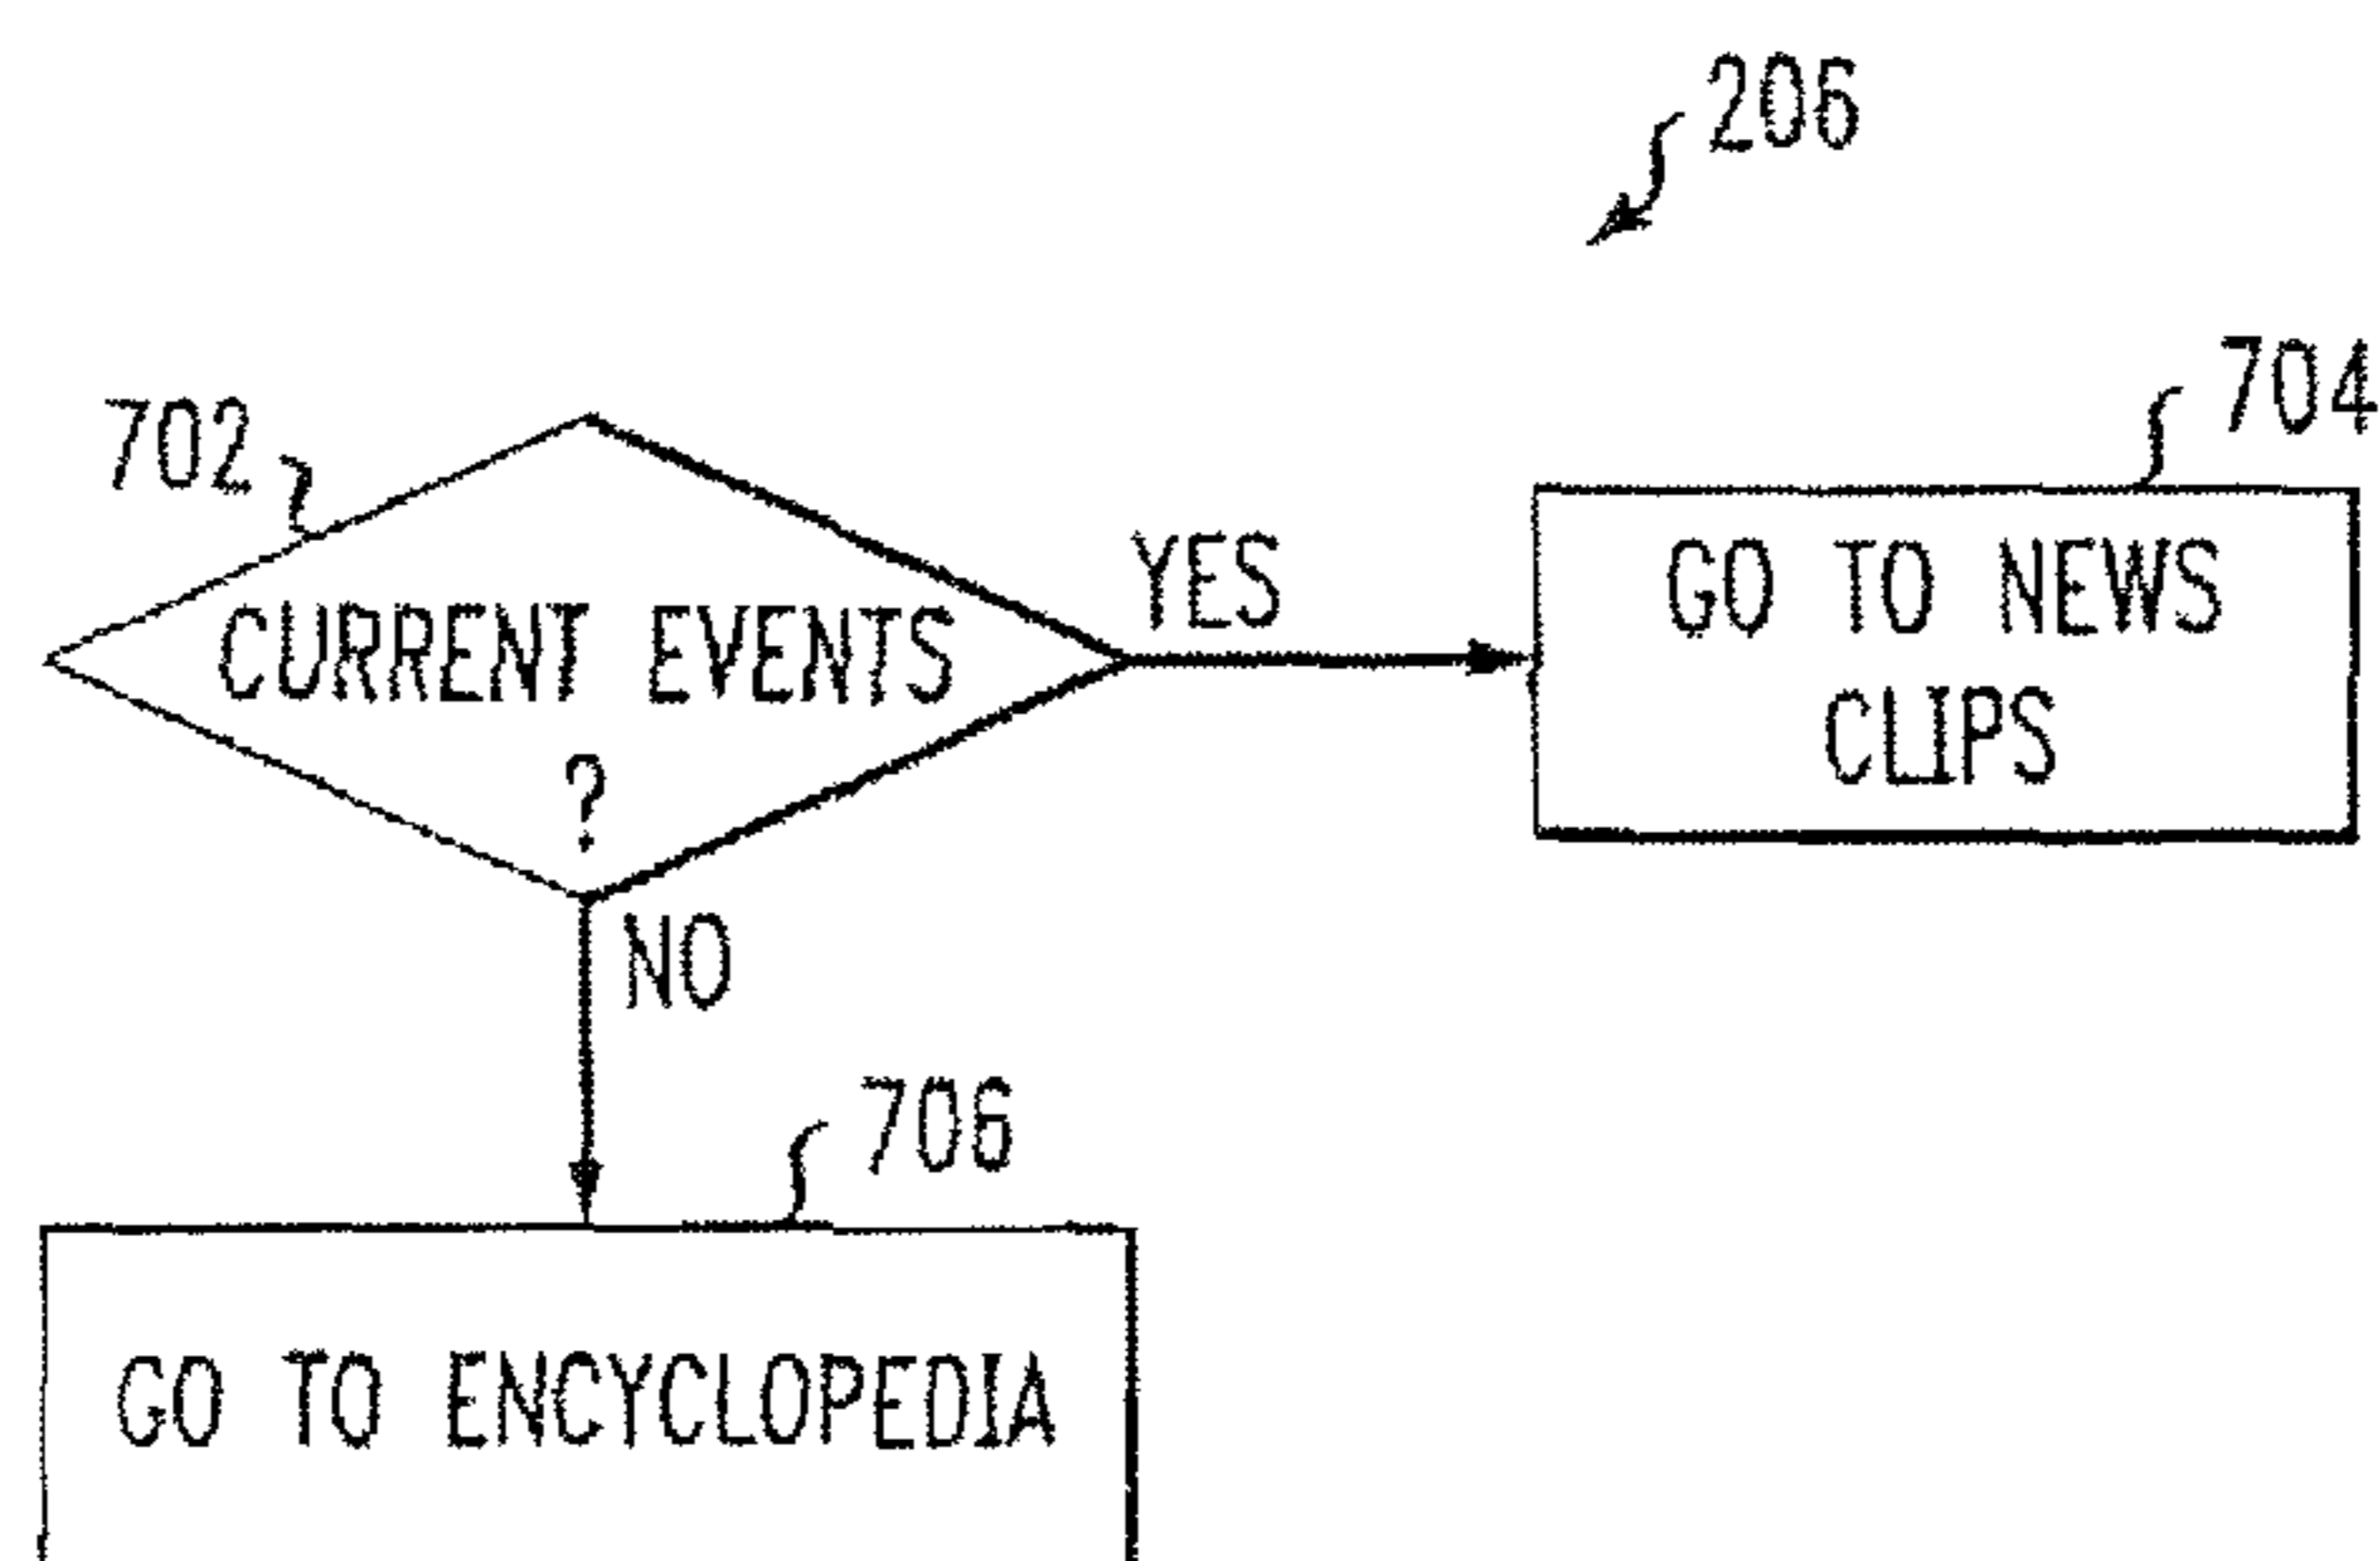 206
704
702
CURRENT EVENTS
?
YES
GO TO NEWS
CLIPS
NO
706
GO TO ENCYCLOPEDIA